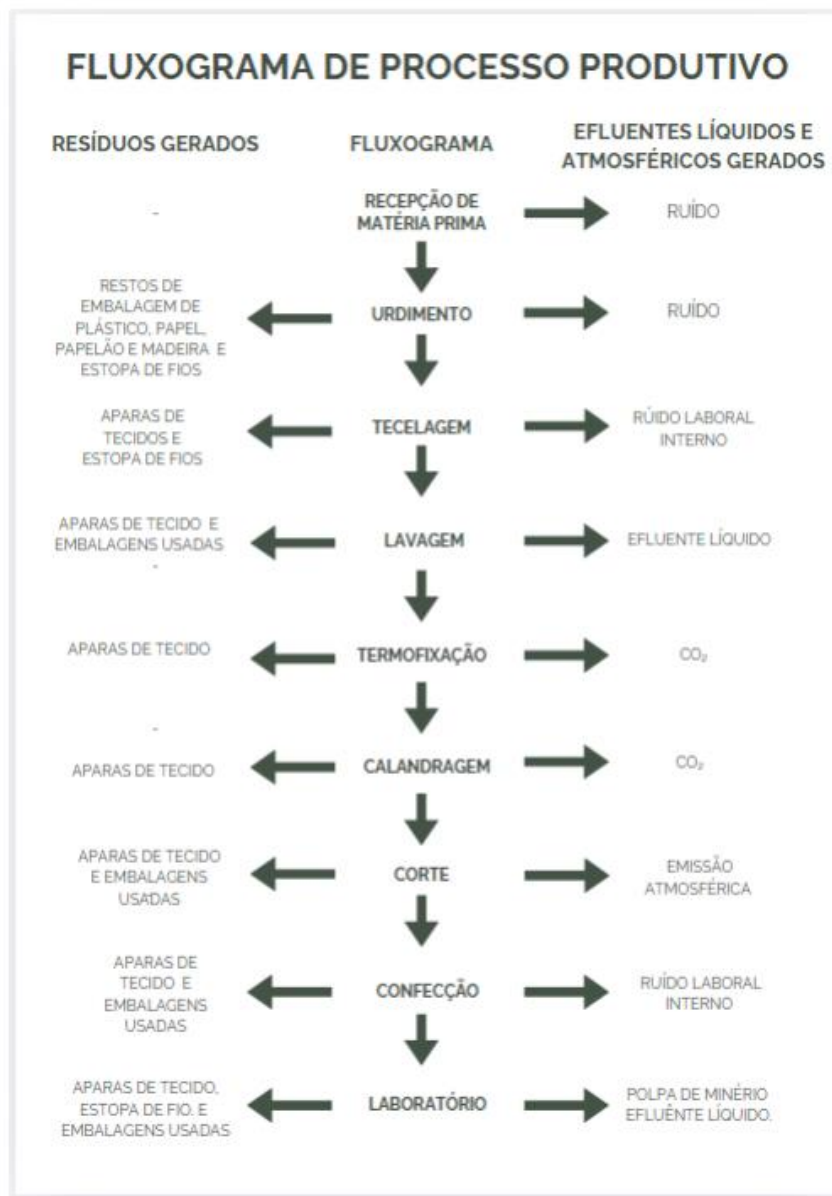 FLUXOGRAMA DE PROCESSO PRODUTIVO
RESÍDUOS GERADOS
FLUXOGRAMA
EFLUENTES LÍQUIDOS E
ATMOSFÉRICOS GERADOS
-
RECEPÇÃO DE
MATÉRIA PRIMA
RUÍDO
RESTOS DE
EMBALAGEM DE
PLÁSTICO, PAPEL,
PAPELÃO E MADEIRA E
ESTOPA DE FIOS
URDIMENTO
RUÍDO
APARAS DE
TECIDOS E
ESTOPA DE FIOS
TECELAGEM
RÚIDO LABORAL
INTERNO
APARAS DE TECIDO E
EMBALAGENS USADAS
-
LAVAGEM
EFLUENTE LÍQUIDO
APARAS DE TECIDO
TERMOFIXAÇÃO
CO₂
-
APARAS DE TECIDO
CALANDRAGEM
CO₂
APARAS DE TECIDO
E EMBALAGENS
USADAS
CORTE
EMISSÃO
ATMOSFÉRICA
APARAS DE
TECIDO E
EMBALAGENS
USADAS
CONFECÇÃO
RUÍDO LABORAL
INTERNO
APARAS DE TECIDO,
ESTOPA DE FIO. E
EMBALAGENS USADAS
LABORATÓRIO
POLPA DE MINÉRIO
EFLUÊNTE LÍQUIDO.